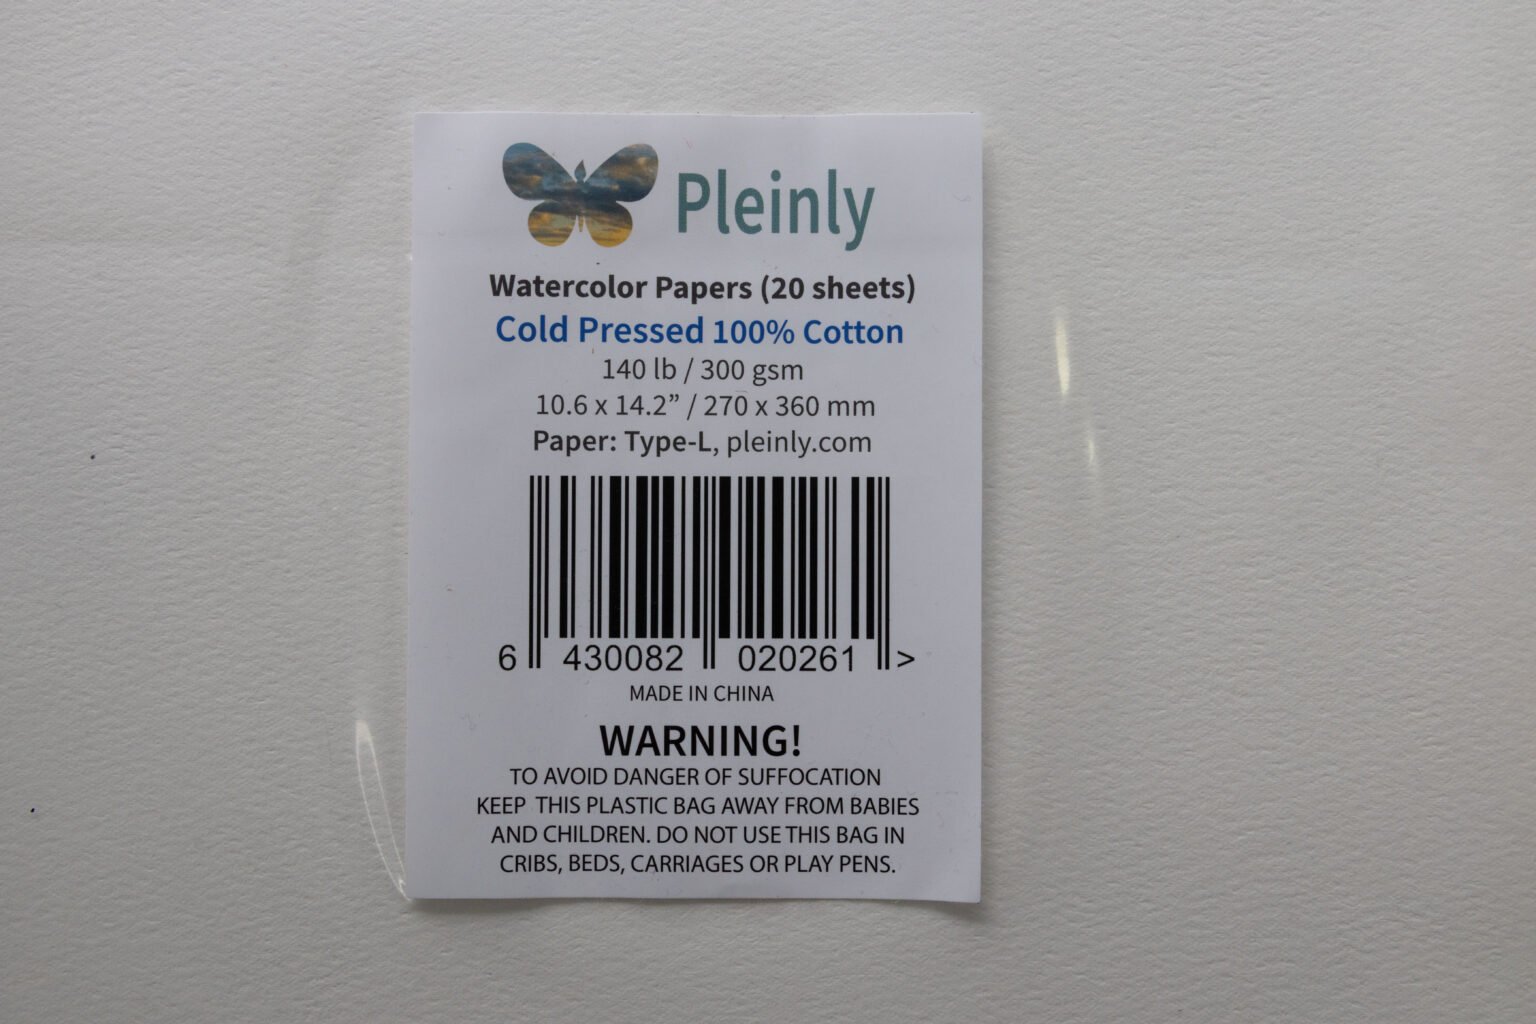 Pleinly
Watercolor Papers (20 sheets)
Cold Pressed 100% Cotton
140 lb / 300 gsm
10.6 x 14.2” / 270 x 360 mm
Paper: Type-L, pleinly.com
6 430082 020261 >
MADE IN CHINA
WARNING!
TO AVOID DANGER OF SUFFOCATION
KEEP THIS PLASTIC BAG AWAY FROM BABIES
AND CHILDREN. DO NOT USE THIS BAG IN
CRIBS, BEDS, CARRIAGES OR PLAY PENS.